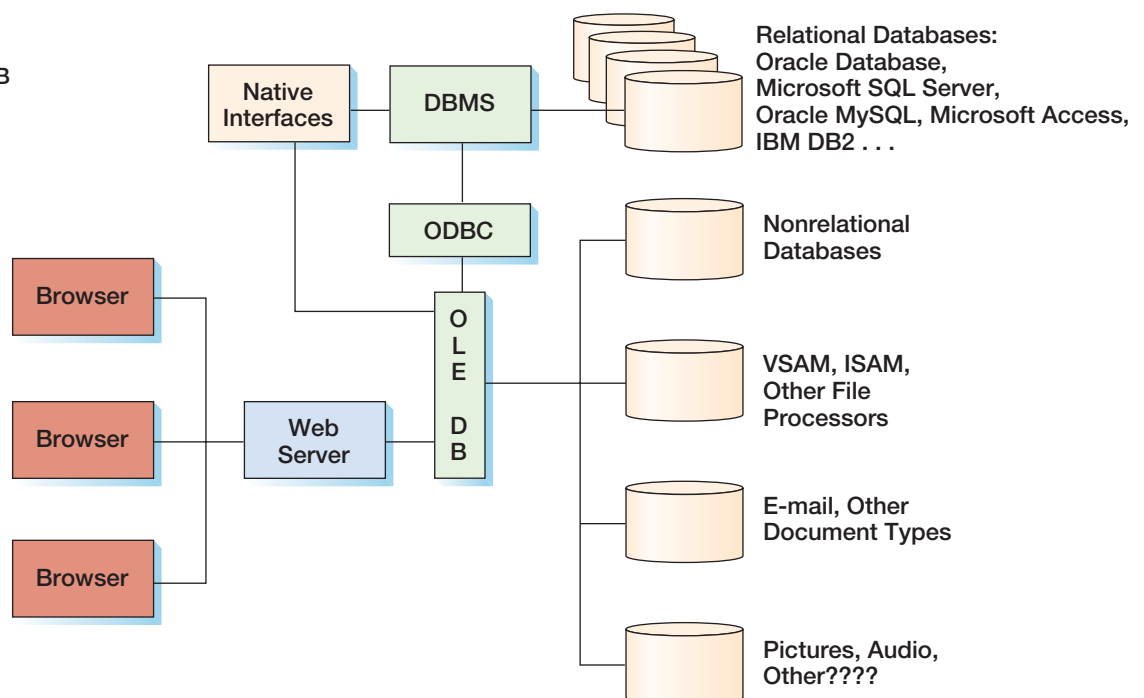 B
Relational Databases:
Oracle Database,
Microsoft SQL Server,
Oracle MySQL, Microsoft Access,
IBM DB2 . . .
Native
Interfaces
DBMS
ODBC
Nonrelational
Databases
Browser
Browser
Browser
Web
Server
O
L
E
D
B
VSAM, ISAM,
Other File
Processors
E-mail, Other
Document Types
Pictures, Audio,
Other????